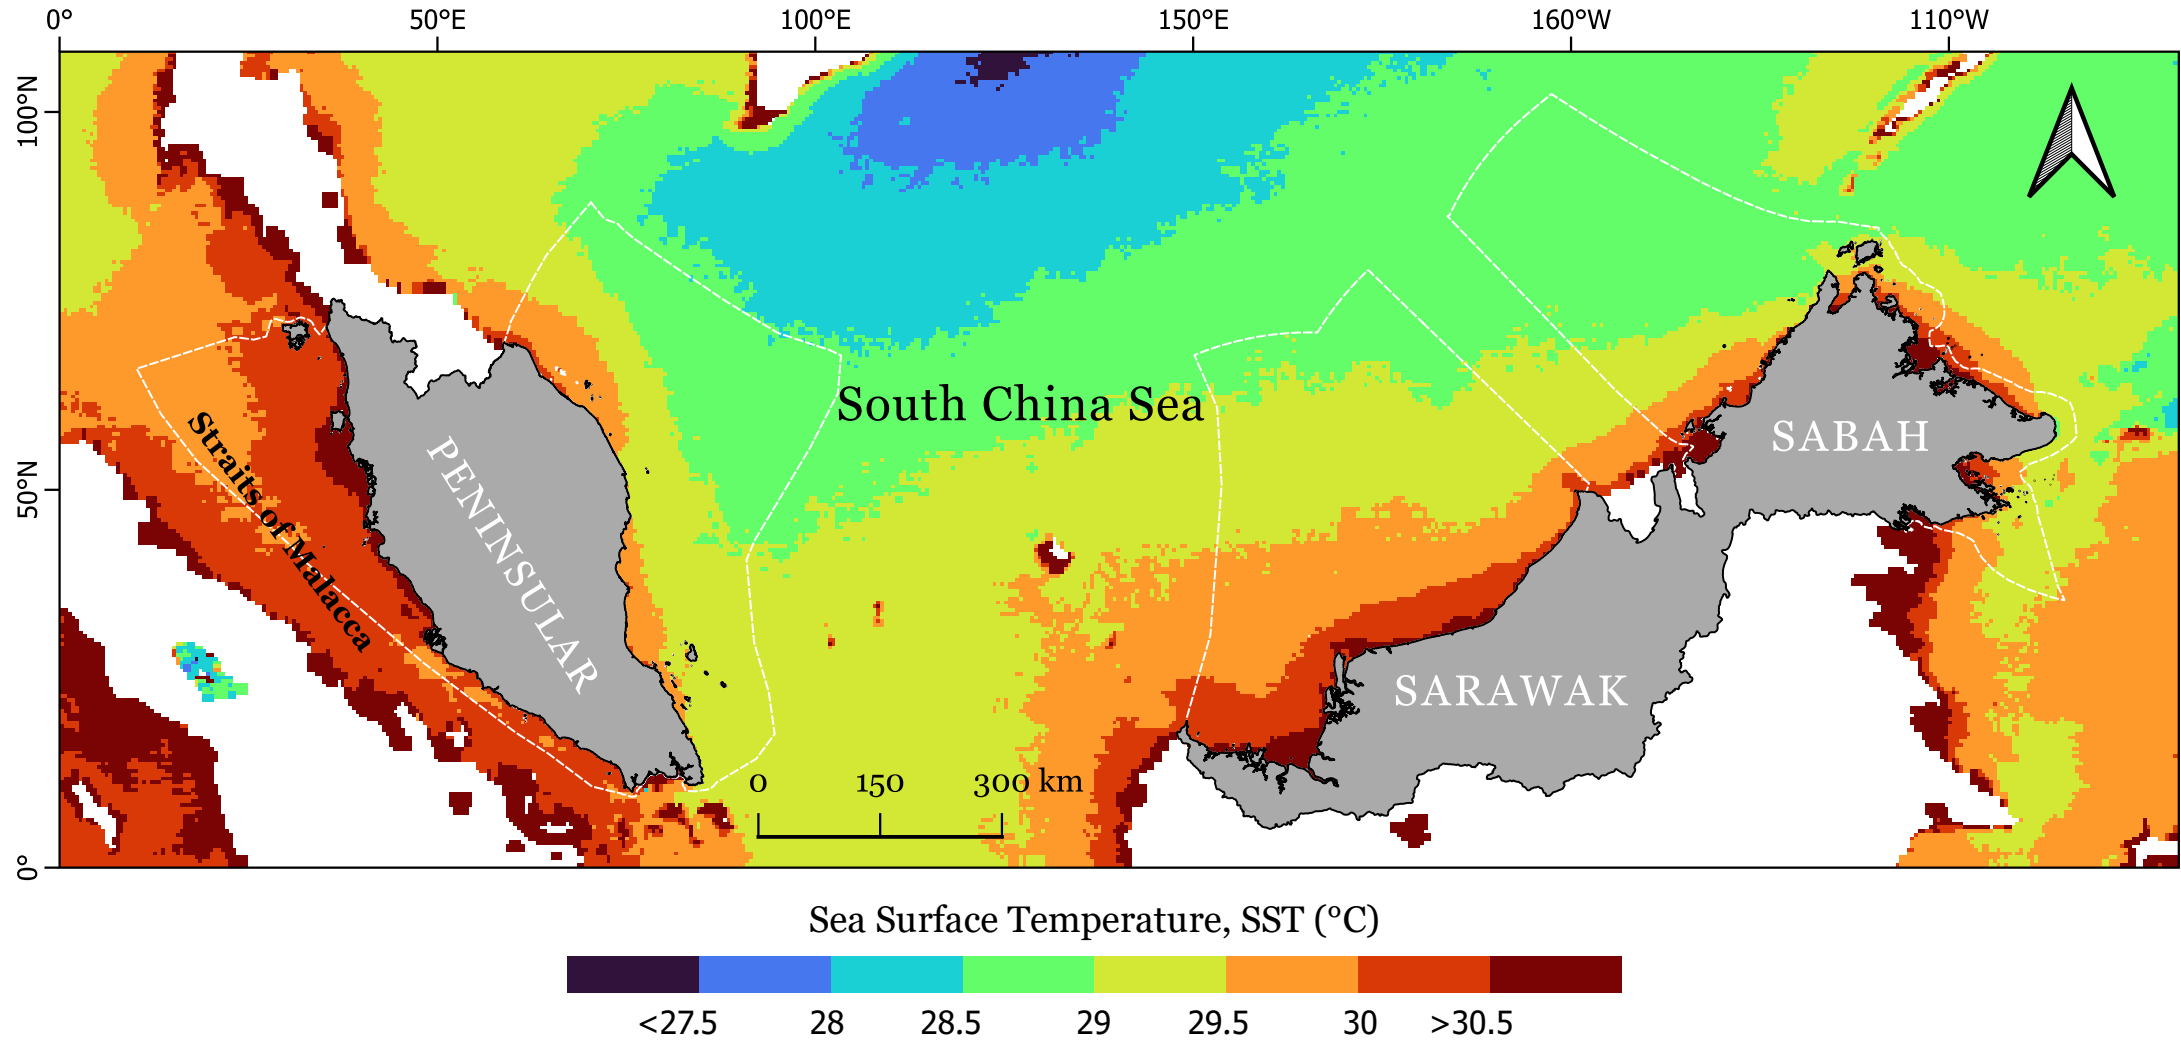 0° 50°E 100°E 150°E 160°W 110°W
100°N
50°N
0°
South China Sea
Straits of Malacca
PENINSULAR
SABAH
SARAWAK
0 150 300 km
Sea Surface Temperature, SST (°C)
<27.5 28 28.5 29 29.5 30 >30.5